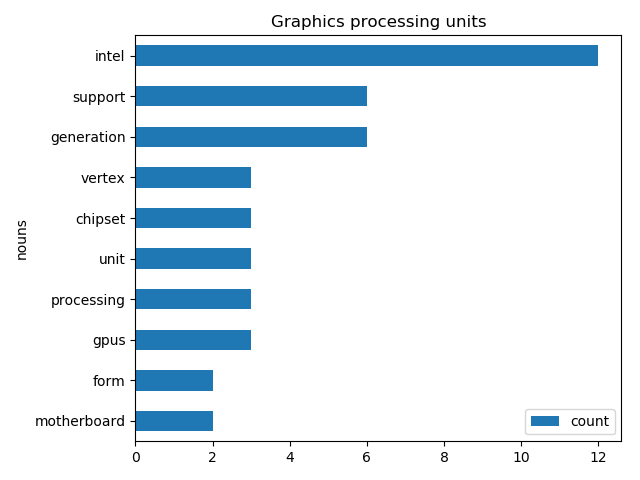 Graphics processing units
intel
support
generation
vertex
chipset
unit
processing
gpus
form
motherboard
nouns
count
0 2 4 6 8 10 12